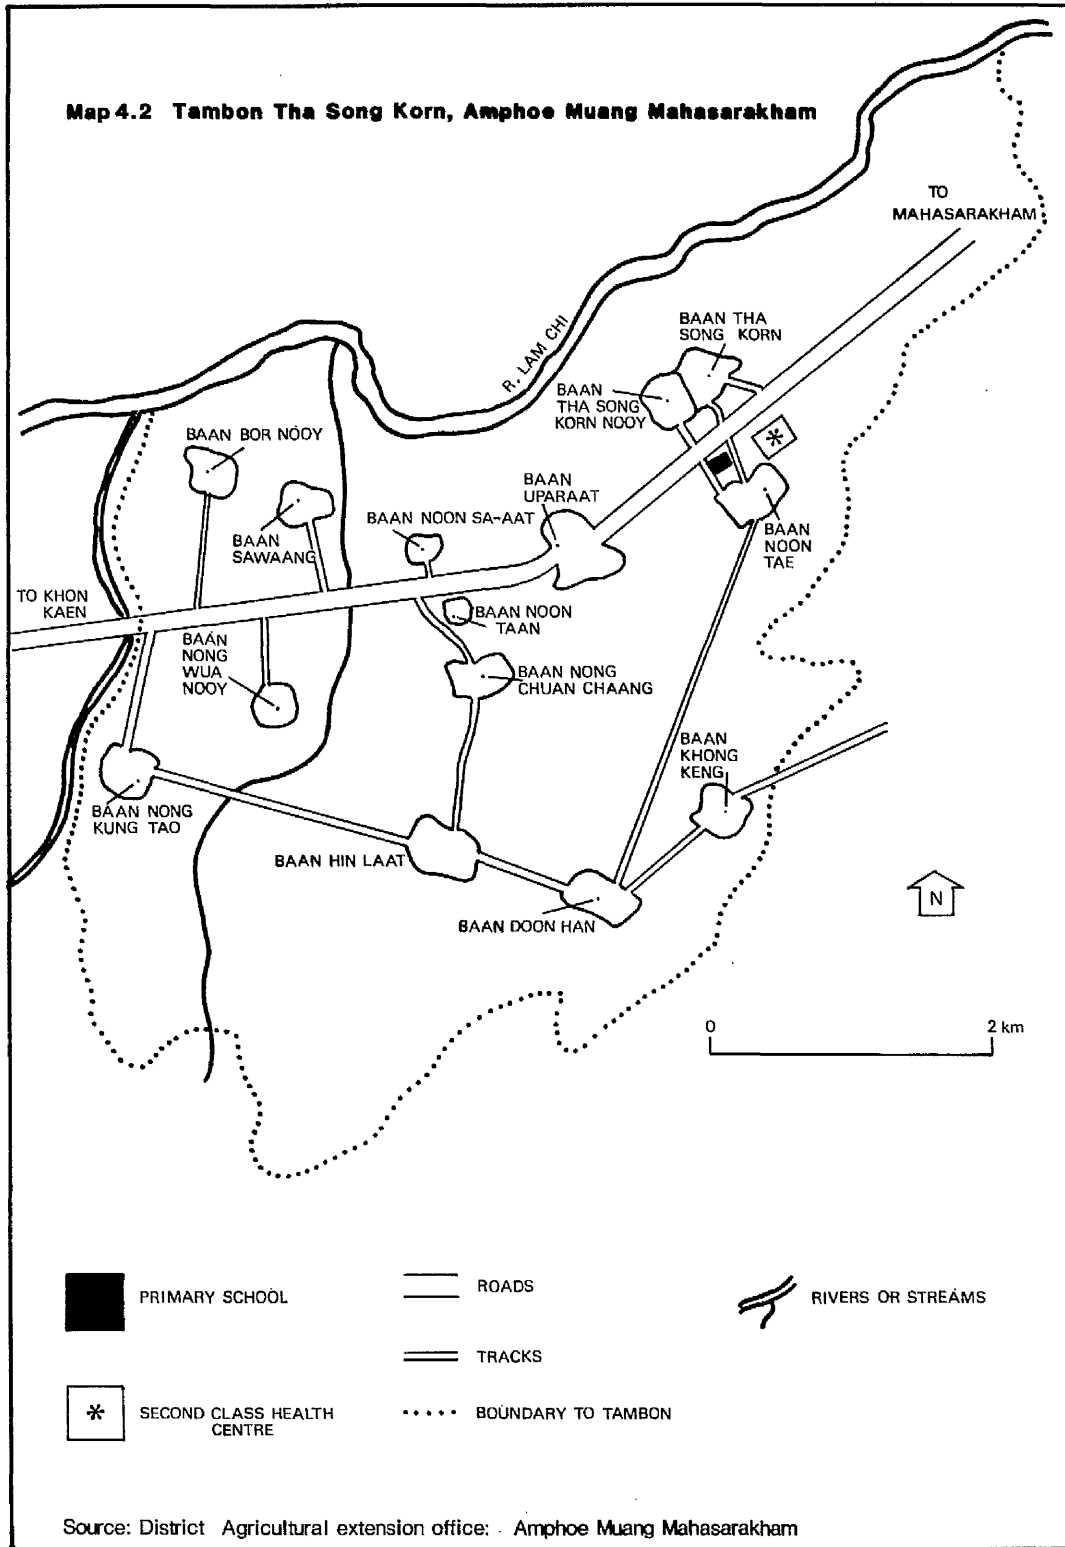 Map 4.2 Tambon Tha Song Korn, Amphoe Muang Mahasarakham
TO
MAHASARAKHAM
R. LAM CHI
BAAN THA
SONG KORN
BAAN
THA SONG
KORN NOOY
BAAN BOR NOOY
BAAN
UPARAAT
BAAN NOON SA-AAT
BAAN
SAWAANG
BAAN
NOON
TAE
TO KHON
KAEN
BAAN NOON
TAAN
BAAN
NONG
WUA
NOOY
BAAN NONG
CHUAN CHAANG
BAAN
KHONG
KENG
BAAN NONG
KUNG TAO
BAAN HIN LAAT
BAAN DOON HAN
N
0 2 km
PRIMARY SCHOOL
ROADS
RIVERS OR STREAMS
TRACKS
SECOND CLASS HEALTH
CENTRE
BOUNDARY TO TAMBON
Source: District Agricultural extension office: Amphoe Muang Mahasarakham